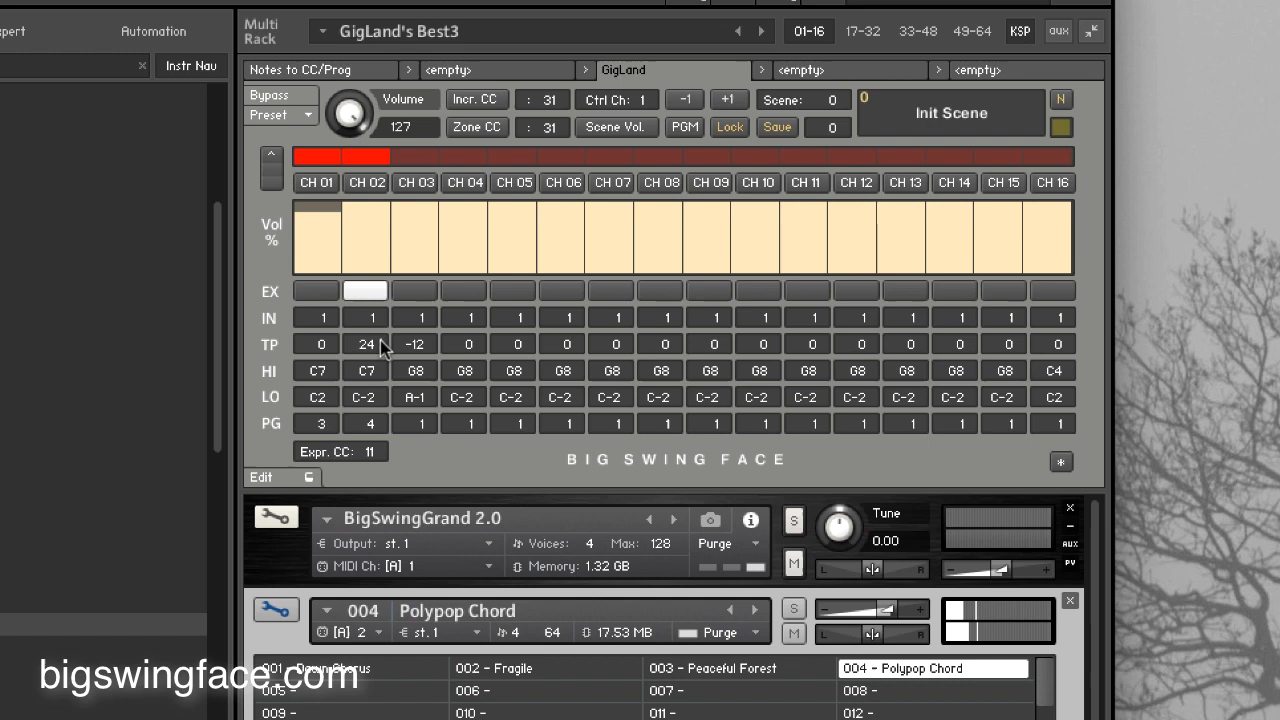 pert Automation
× Instr Nau
Multi Rack GigLand's Best3 01-16 17-32 33-48 49-64 KSP aux
Notes to CC/Prog > <empty> > GigLand > <empty> > <empty>
Bypass Volume Incr. CC : 31 Ctrl Ch: 1 -1 +1 Scene: 0 0 Init Scene N
Preset 127 Zone CC : 31 Scene Vol. PGM Lock Save 0
^
CH 01 CH 02 CH 03 CH 04 CH 05 CH 06 CH 07 CH 08 CH 09 CH 10 CH 11 CH 12 CH 13 CH 14 CH 15 CH 16
Vol %
EX
IN 1 1 1 1 1 1 1 1 1 1 1 1 1 1 1 1
TP 0 24 -12 0 0 0 0 0 0 0 0 0 0 0 0 0
HI C7 C7 G8 G8 G8 G8 G8 G8 G8 G8 G8 G8 G8 G8 G8 C4
LO C2 C-2 A-1 C-2 C-2 C-2 C-2 C-2 C-2 C-2 C-2 C-2 C-2 C-2 C-2 C2
PG 3 4 1 1 1 1 1 1 1 1 1 1 1 1 1 1
Expr. CC: 11
BIG SWING FACE *
Edit
BigSwingGrand 2.0 S Tune ×
Output: st. 1 Voices: 4 Max: 128 Purge 0.00 AUX
MIDI Ch: [A] 1 Memory: 1.32 GB M L R - + PV
004 Polypop Chord S - + ×
[A] 2 st. 1 4 64 17.53 MB Purge M L R
001 - Down Chorus 002 - Fragile 003 - Peaceful Forest 004 - Polypop Chord
bigswingface.com
005 - 006 - 007 - 008 -
009 - 010 - 011 - 012 -